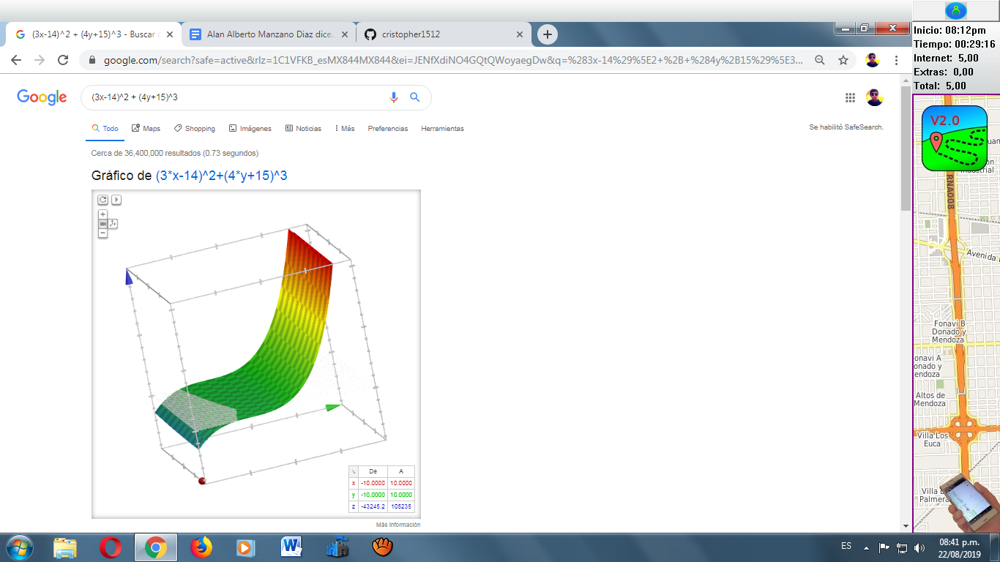 (3x-14)^2 + (4y+15)^3 - Buscar
Alan Alberto Manzano Diaz dice
cristopher1512
google.com/search?safe=active&rlz=1C1VFKB_esMX844MX844&ei=JENfXdiNO4GQtQWoyaegDw&q=%283x-14%29%5E2+%2B+%284y%2B15%29%5E3...
Google
(3x-14)^2 + (4y+15)^3
Todo Maps Shopping Imágenes Noticias Más Preferencias Herramientas
Se habilitó SafeSearch.
Cerca de 36,400,000 resultados (0.73 segundos)
Gráfico de (3*x-14)^2+(4*y+15)^3
De A
x -10.0000 10.0000
y -10.0000 10.0000
z -43245.2 105235
Más información
Inicio: 08:12pm
Tiempo: 00:29:16
Internet: 5,00
Extras: 0,00
Total: 5,00
V2.0
RNA008
Avenida
Fonavi B
Donado y
Mendoza
onavi A
onado y
endoza
Altos de
Mendoza
Villa Los
Euca
Villa
Palmera
ES
08:41 p.m.
22/08/2019